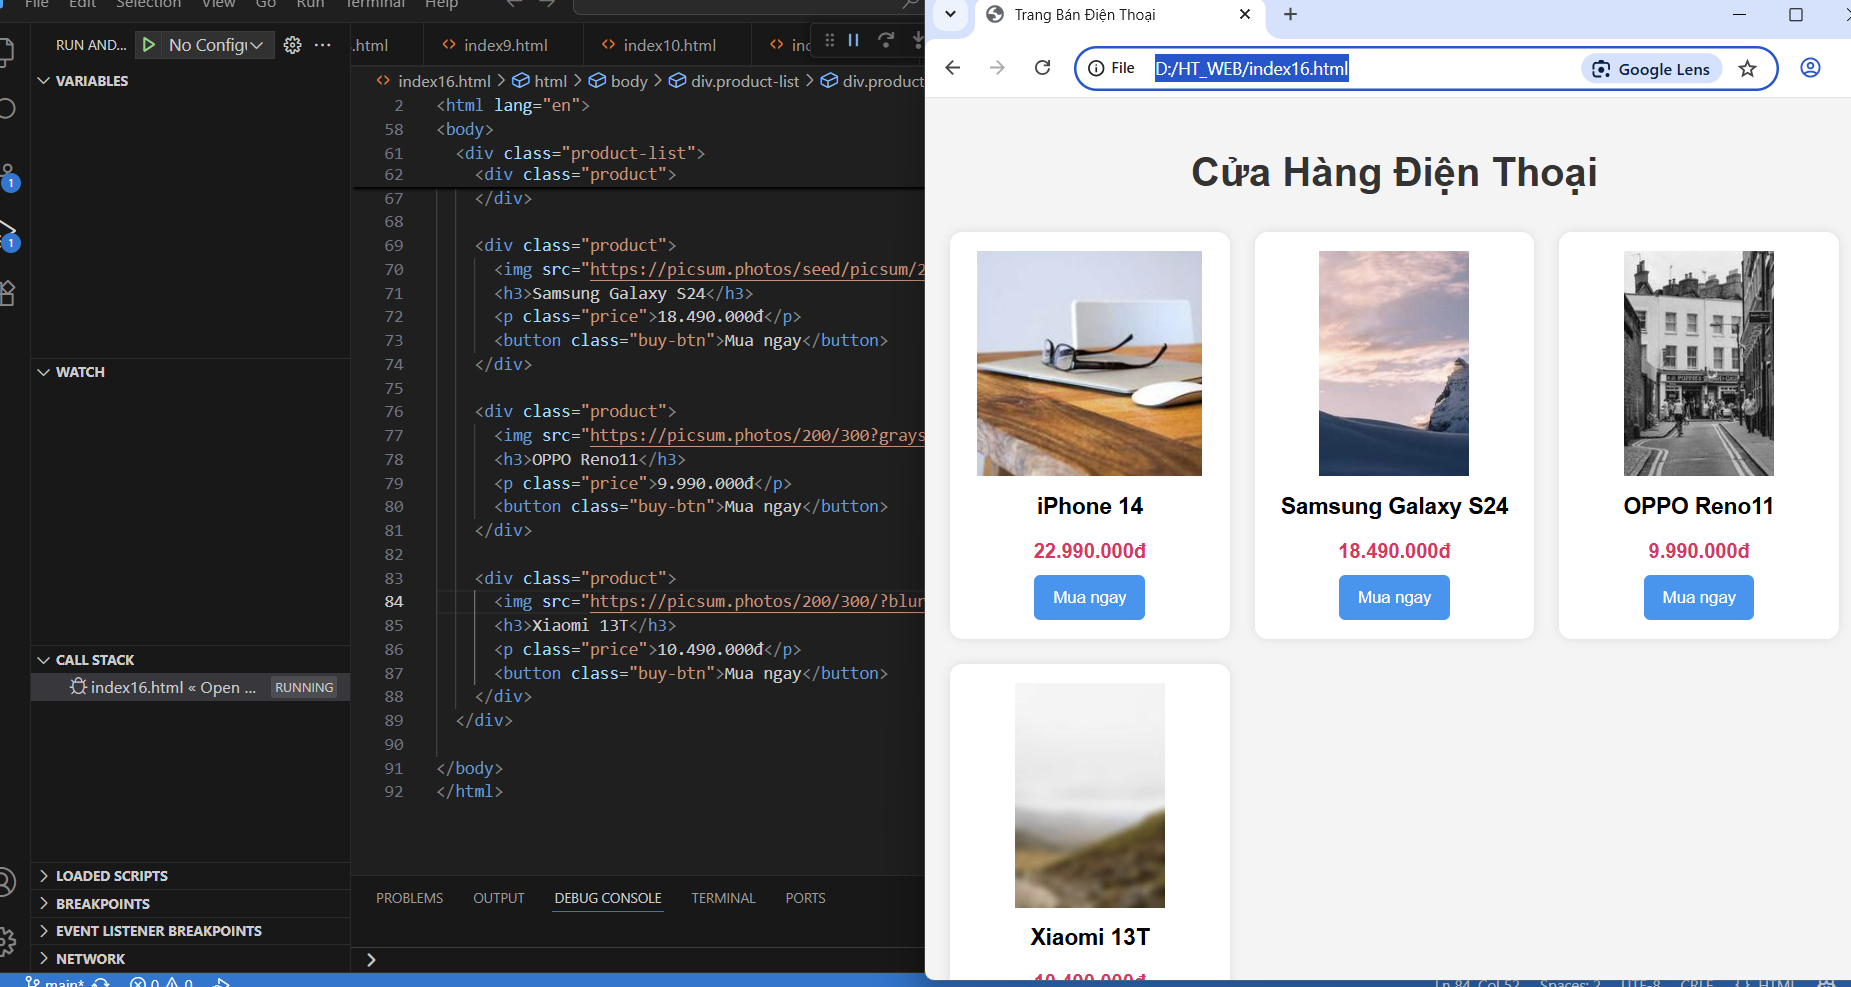 File Edit Selection View Go Run Terminal Help
RUN AND... No Config
.html index9.html index10.html
VARIABLES
index16.html > html > body > div.product-list > div.product
2 <html lang="en">
58 <body>
61 <div class="product-list">
62 <div class="product">
67 </div>
68
69 <div class="product">
70 <img src="https://picsum.photos/seed/picsum/2
71 <h3>Samsung Galaxy S24</h3>
72 <p class="price">18.490.000đ</p>
73 <button class="buy-btn">Mua ngay</button>
74 </div>
75
76 <div class="product">
77 <img src="https://picsum.photos/200/300?grays
78 <h3>OPPO Reno11</h3>
79 <p class="price">9.990.000đ</p>
80 <button class="buy-btn">Mua ngay</button>
81 </div>
82
83 <div class="product">
84 <img src="https://picsum.photos/200/300/?blur
85 <h3>Xiaomi 13T</h3>
86 <p class="price">10.490.000đ</p>
87 <button class="buy-btn">Mua ngay</button>
88 </div>
89 </div>
90
91 </body>
92 </html>
1
1
WATCH
CALL STACK
index16.html « Open ... RUNNING
LOADED SCRIPTS
BREAKPOINTS
EVENT LISTENER BREAKPOINTS
NETWORK
PROBLEMS OUTPUT DEBUG CONSOLE TERMINAL PORTS
main* 0 0
Ln 84, Col 52 Spaces: 2 UTF-8 CRLF {} HTML
Trang Bán Điện Thoại
File D:/HT_WEB/index16.html Google Lens
Cửa Hàng Điện Thoại
iPhone 14
22.990.000đ
Mua ngay
Samsung Galaxy S24
18.490.000đ
Mua ngay
OPPO Reno11
9.990.000đ
Mua ngay
Xiaomi 13T
10.490.000đ